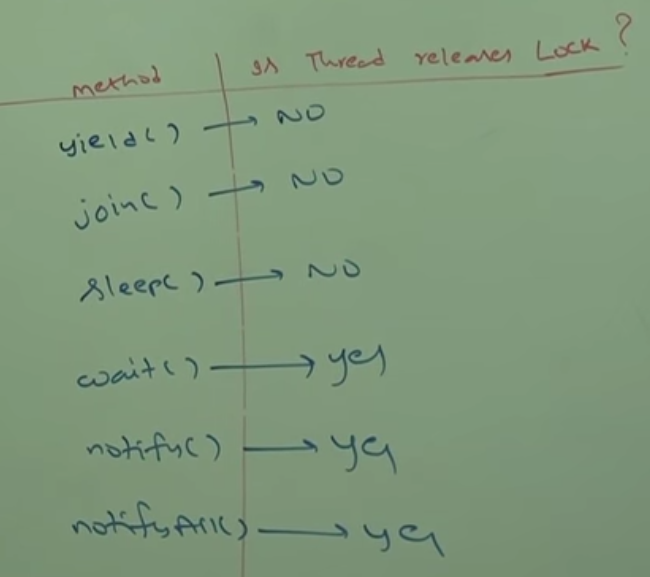 method Is Thread releases Lock ?
yield() → NO
join() → NO
sleep() → NO
wait() → yes
notify() → yes
notifyAll() → yes